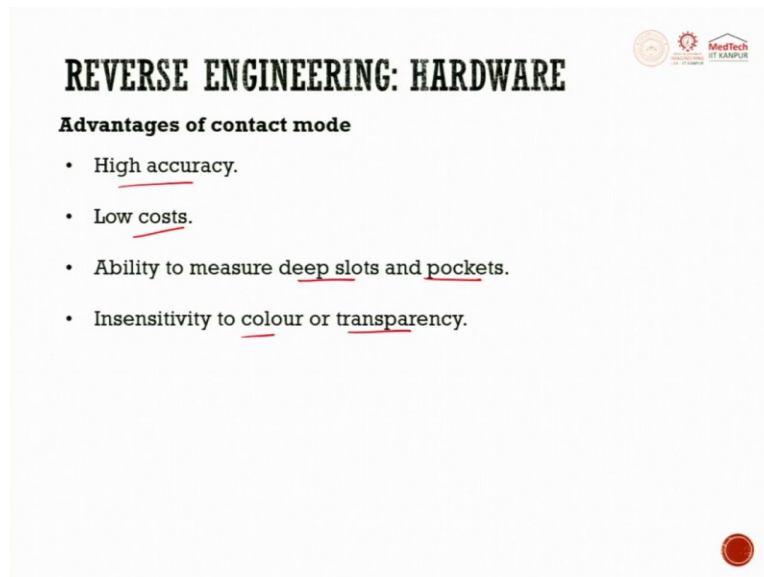 MedTech
IIT KANPUR
REVERSE ENGINEERING: HARDWARE
Advantages of contact mode
• High accuracy.
• Low costs.
• Ability to measure deep slots and pockets.
• Insensitivity to colour or transparency.